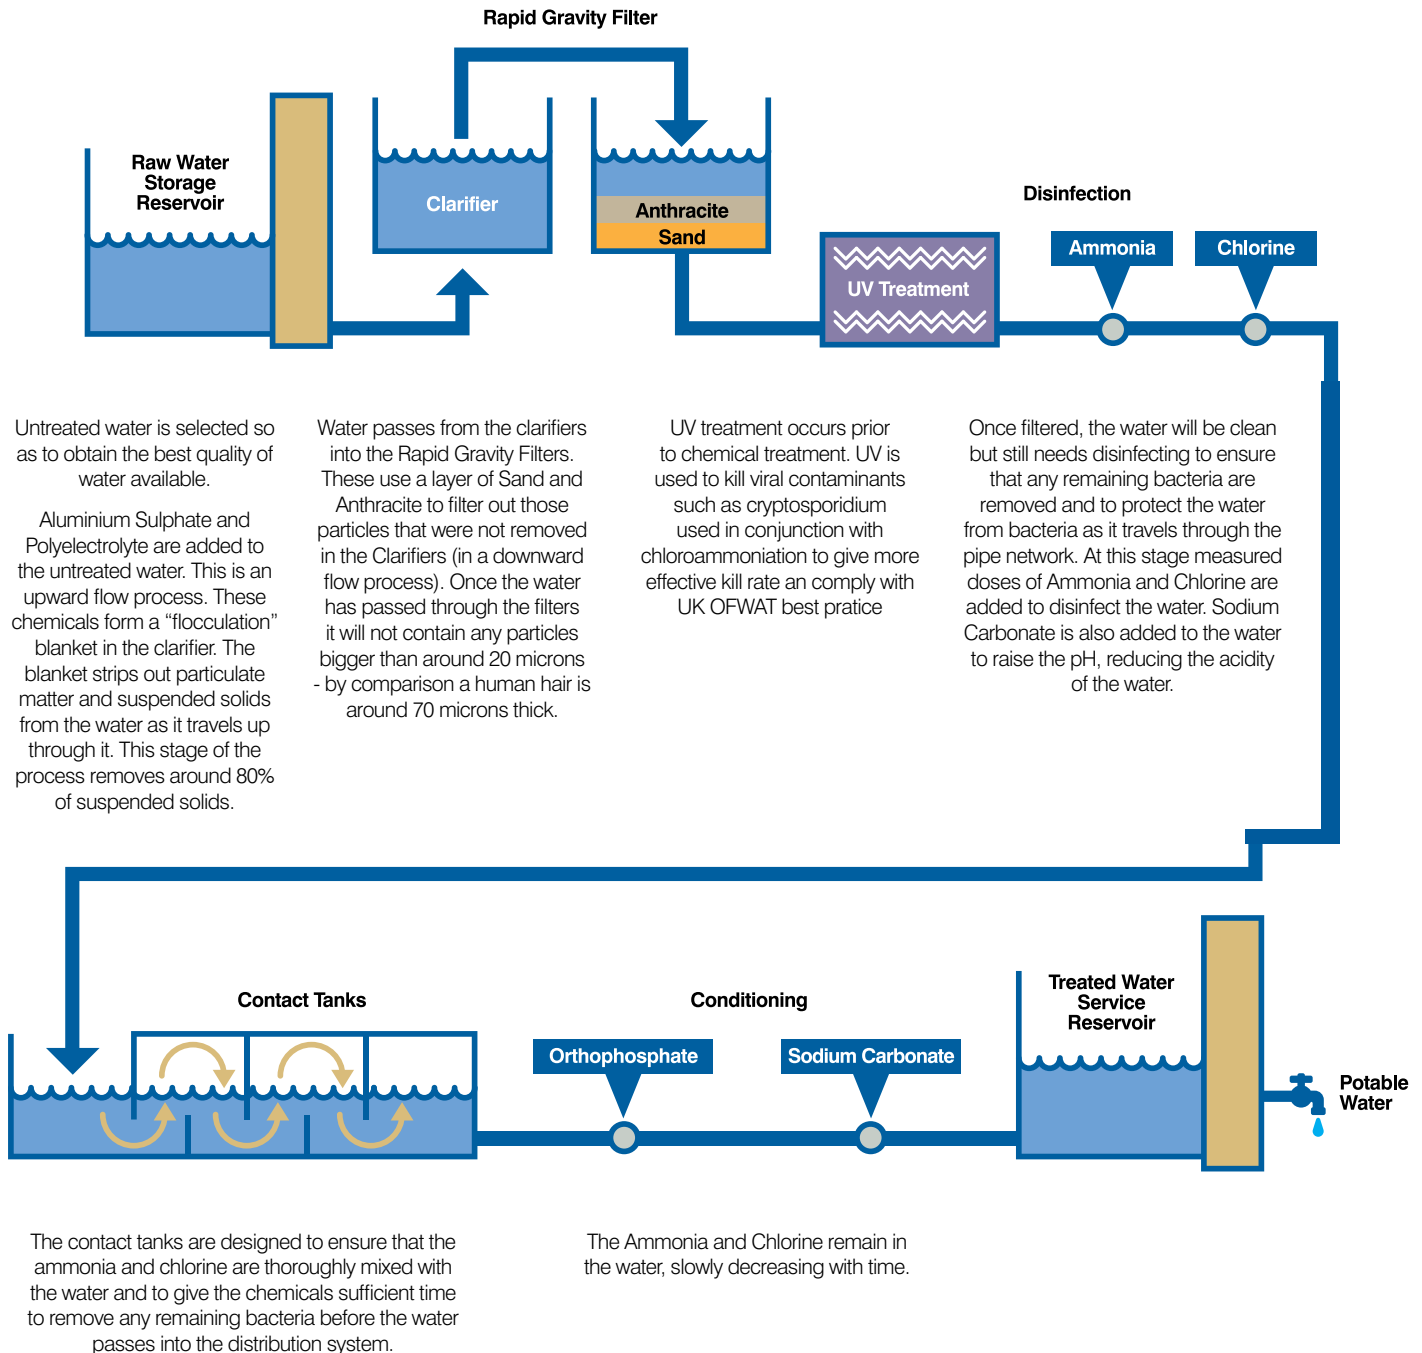 Rapid Gravity Filter
Raw Water
Storage
Reservoir
Clarifier
Anthracite
Sand
UV Treatment
Disinfection
Ammonia
Chlorine
Untreated water is selected so
as to obtain the best quality of
water available.
Aluminium Sulphate and
Polyelectrolyte are added to
the untreated water. This is an
upward flow process. These
chemicals form a “flocculation”
blanket in the clarifier. The
blanket strips out particulate
matter and suspended solids
from the water as it travels up
through it. This stage of the
process removes around 80%
of suspended solids.
Water passes from the clarifiers
into the Rapid Gravity Filters.
These use a layer of Sand and
Anthracite to filter out those
particles that were not removed
in the Clarifiers (in a downward
flow process). Once the water
has passed through the filters
it will not contain any particles
bigger than around 20 microns
- by comparison a human hair is
around 70 microns thick.
UV treatment occurs prior
to chemical treatment. UV is
used to kill viral contaminants
such as cryptosporidium
used in conjunction with
chloroammoniation to give more
effective kill rate an comply with
UK OFWAT best pratice
Once filtered, the water will be clean
but still needs disinfecting to ensure
that any remaining bacteria are
removed and to protect the water
from bacteria as it travels through the
pipe network. At this stage measured
doses of Ammonia and Chlorine are
added to disinfect the water. Sodium
Carbonate is also added to the water
to raise the pH, reducing the acidity
of the water.
Contact Tanks
Conditioning
Orthophosphate
Sodium Carbonate
Treated Water
Service
Reservoir
Potable
Water
The contact tanks are designed to ensure that the
ammonia and chlorine are thoroughly mixed with
the water and to give the chemicals sufficient time
to remove any remaining bacteria before the water
passes into the distribution system.
The Ammonia and Chlorine remain in
the water, slowly decreasing with time.